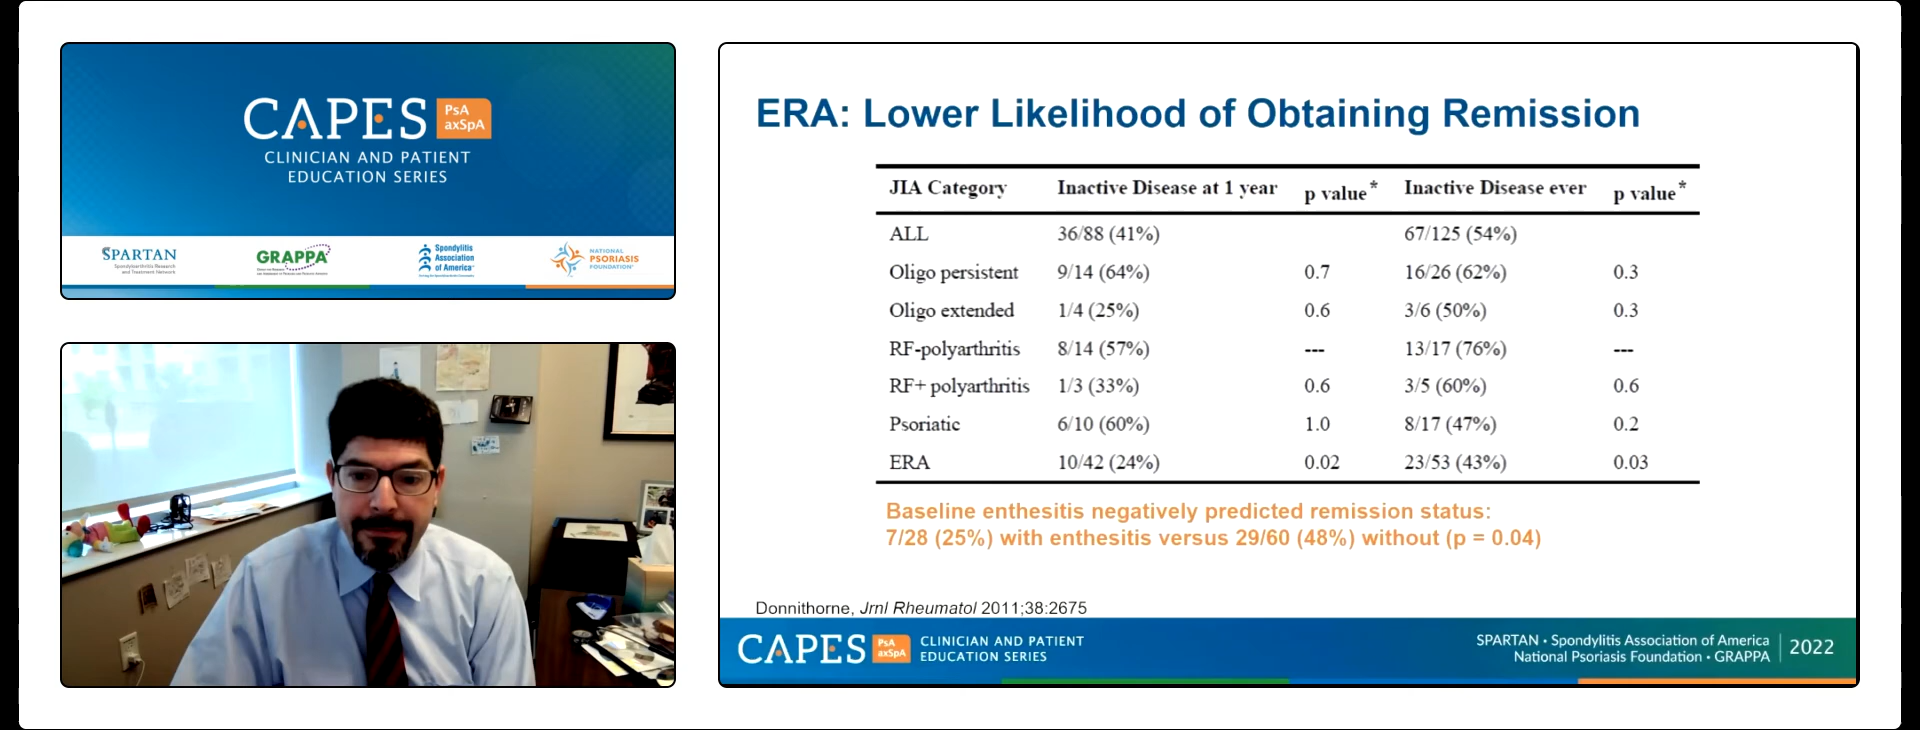 CAPES PsA axSpA
CLINICIAN AND PATIENT
EDUCATION SERIES
SPARTAN
Spondyloarthritis Research
and Treatment Network
GRAPPA
Spondylitis
Association
of America
NATIONAL
PSORIASIS
FOUNDATION
ERA: Lower Likelihood of Obtaining Remission
JIA Category Inactive Disease at 1 year p value* Inactive Disease ever p value*
ALL 36/88 (41%) 67/125 (54%)
Oligo persistent 9/14 (64%) 0.7 16/26 (62%) 0.3
Oligo extended 1/4 (25%) 0.6 3/6 (50%) 0.3
RF-polyarthritis 8/14 (57%) --- 13/17 (76%) ---
RF+ polyarthritis 1/3 (33%) 0.6 3/5 (60%) 0.6
Psoriatic 6/10 (60%) 1.0 8/17 (47%) 0.2
ERA 10/42 (24%) 0.02 23/53 (43%) 0.03
Baseline enthesitis negatively predicted remission status:
7/28 (25%) with enthesitis versus 29/60 (48%) without (p = 0.04)
Donnithorne, Jrnl Rheumatol 2011;38:2675
CAPES PsA axSpA CLINICIAN AND PATIENT
EDUCATION SERIES
SPARTAN · Spondylitis Association of America
National Psoriasis Foundation · GRAPPA
2022